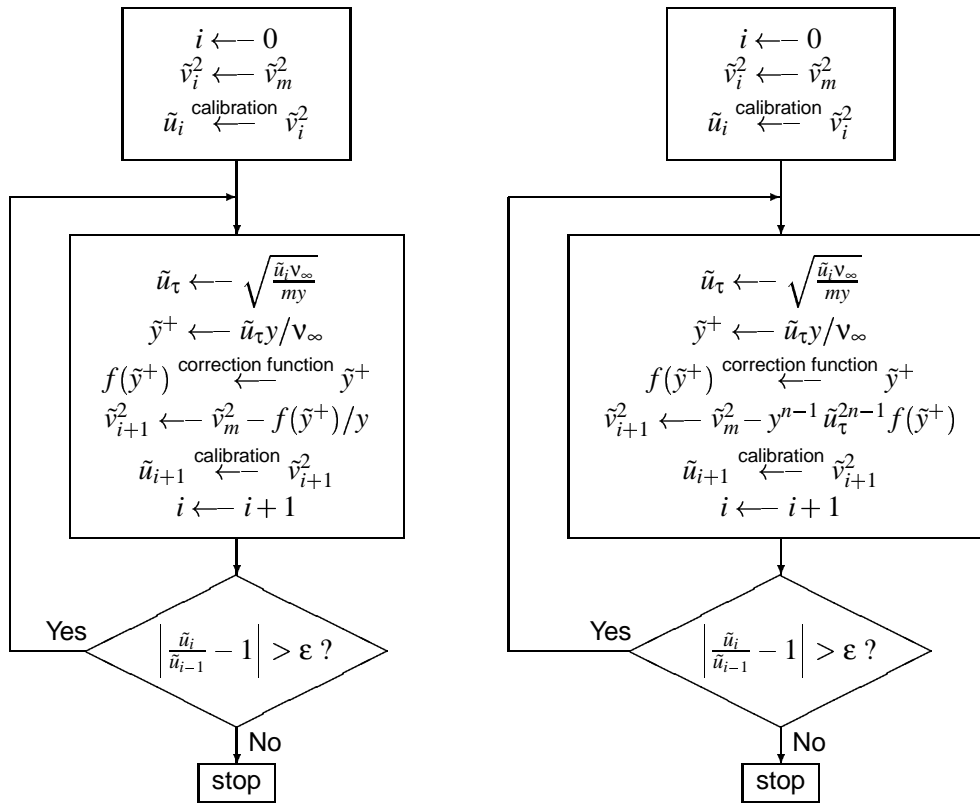 i ←– 0
ṽ_i^2 ←– ṽ_m^2
ũ_i calibration ←– ṽ_i^2
ũ_τ ←– √(ũ_i ν_∞ / my)
ỹ^+ ←– ũ_τ y/ν_∞
f(ỹ^+) correction function ←– ỹ^+
ṽ_{i+1}^2 ←– ṽ_m^2 − f(ỹ^+)/y
ũ_{i+1} calibration ←– ṽ_{i+1}^2
i ←– i + 1
Yes
|ũ_i / ũ_{i−1} − 1| > ε ?
No
stop
i ←– 0
ṽ_i^2 ←– ṽ_m^2
ũ_i calibration ←– ṽ_i^2
ũ_τ ←– √(ũ_i ν_∞ / my)
ỹ^+ ←– ũ_τ y/ν_∞
f(ỹ^+) correction function ←– ỹ^+
ṽ_{i+1}^2 ←– ṽ_m^2 − y^{n−1} ũ_τ^{2n−1} f(ỹ^+)
ũ_{i+1} calibration ←– ṽ_{i+1}^2
i ←– i + 1
Yes
|ũ_i / ũ_{i−1} − 1| > ε ?
No
stop